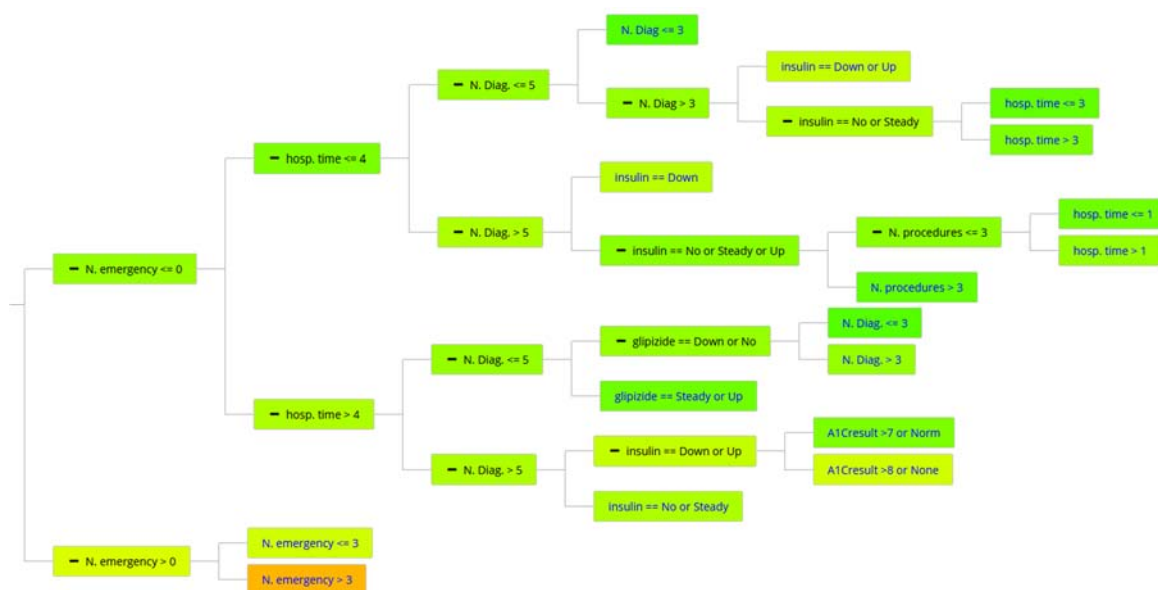 N. Diag <= 3
insulin == Down or Up
− N. Diag. <= 5
hosp. time <= 3
− N. Diag > 3
− insulin == No or Steady
hosp. time > 3
− hosp. time <= 4
insulin == Down
hosp. time <= 1
− N. Diag. > 5
− N. procedures <= 3
− insulin == No or Steady or Up
hosp. time > 1
− N. emergency <= 0
N. procedures > 3
N. Diag. <= 3
− glipizide == Down or No
− N. Diag. <= 5
N. Diag. > 3
glipizide == Steady or Up
− hosp. time > 4
A1Cresult >7 or Norm
− insulin == Down or Up
− N. Diag. > 5
A1Cresult >8 or None
insulin == No or Steady
N. emergency <= 3
− N. emergency > 0
N. emergency > 3